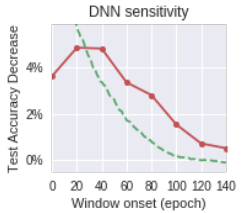 DNN sensitivity
Test Accuracy Decrease
4%
2%
0%
0 20 40 60 80 100 120 140
Window onset (epoch)